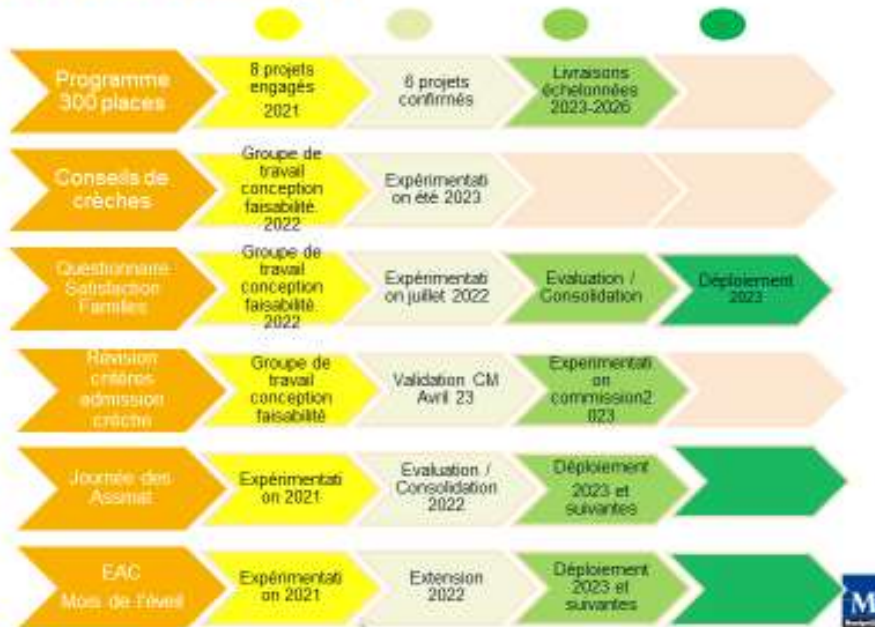 Programme
300 places
8 projets
engagés
2021
6 projets
confirmés
Livraisons
échelonnées
2023-2026
Conseils de
crèches
Groupe de
travail
conception
faisabilité.
2022
Expérimentati
on été 2023
Questionnaire
Satisfaction
Familles
Groupe de
travail
conception
faisabilité.
2022
Expérimentati
on juillet 2022
Evaluation /
Consolidation
Déploiement
2023
Révision
critères
admission
crèche
Groupe de
travail
conception
faisabilité
Validation CM
Avril 23
Experimentati
on
commission2
023
Journée des
Assmat
Expérimentati
on 2021
Evaluation /
Consolidation
2022
Déploiement
2023 et
suivantes
EAC
Mois de l'éveil
Expérimentati
on 2021
Extension
2022
Déploiement
2023 et
suivantes
M